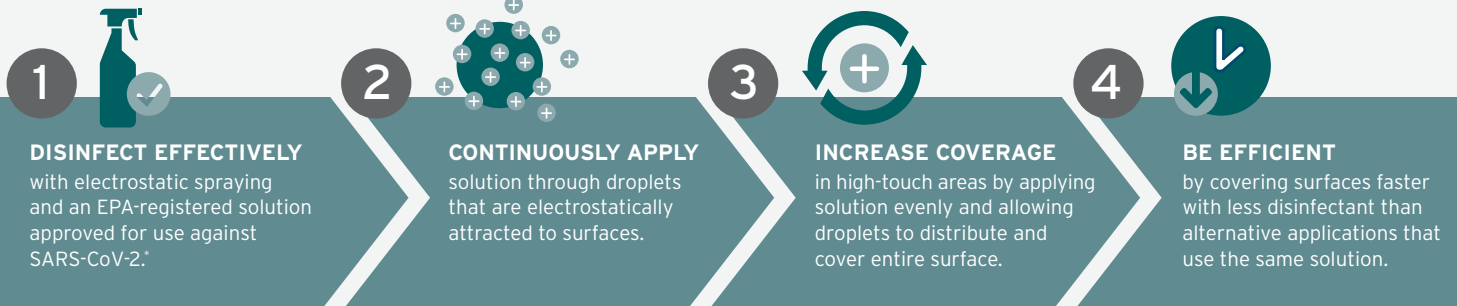 1
DISINFECT EFFECTIVELY
with electrostatic spraying
and an EPA-registered solution
approved for use against
SARS-CoV-2.*
2
CONTINUOUSLY APPLY
solution through droplets
that are electrostatically
attracted to surfaces.
3
INCREASE COVERAGE
in high-touch areas by applying
solution evenly and allowing
droplets to distribute and
cover entire surface.
4
BE EFFICIENT
by covering surfaces faster
with less disinfectant than
alternative applications that
use the same solution.